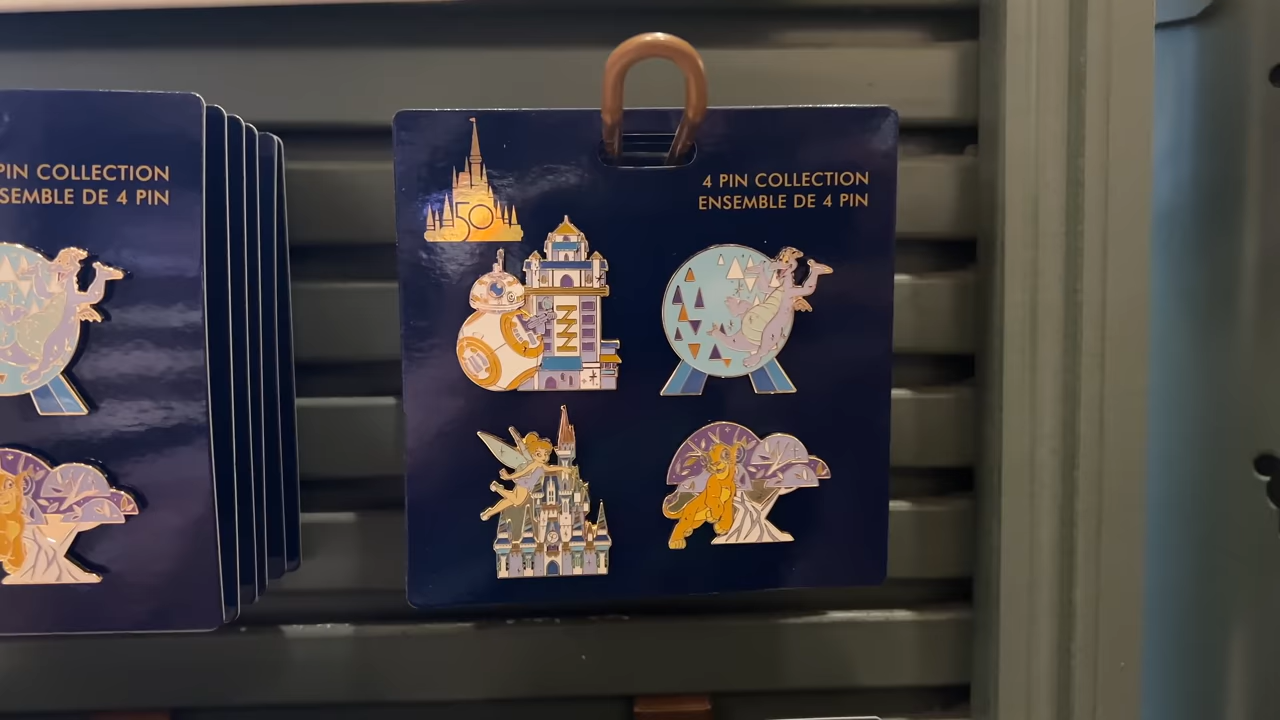 PIN COLLECTION
SEMBLE DE 4 PIN
50
4 PIN COLLECTION
ENSEMBLE DE 4 PIN